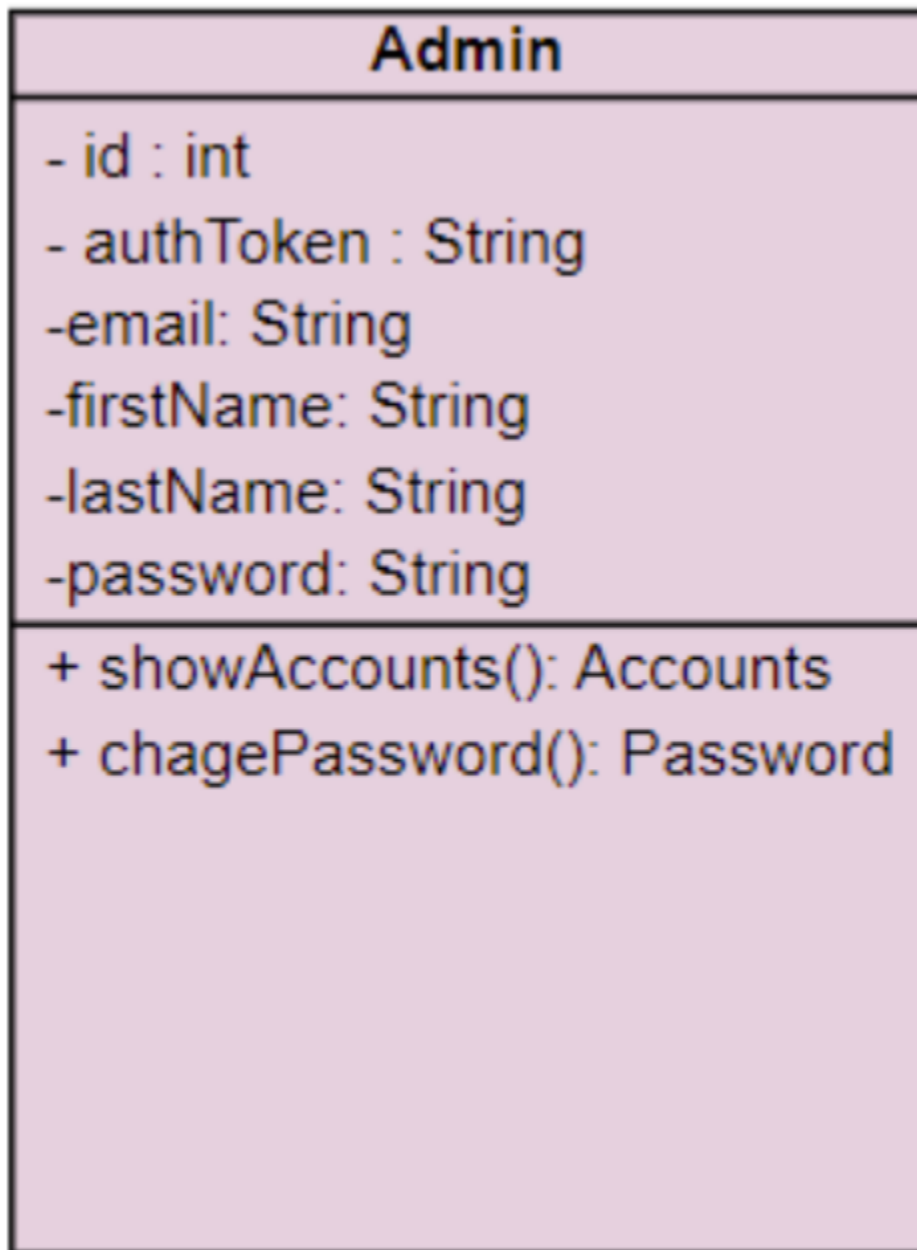 Admin
- id : int
- authToken : String
-email: String
-firstName: String
-lastName: String
-password: String
+ showAccounts(): Accounts
+ chagePassword(): Password